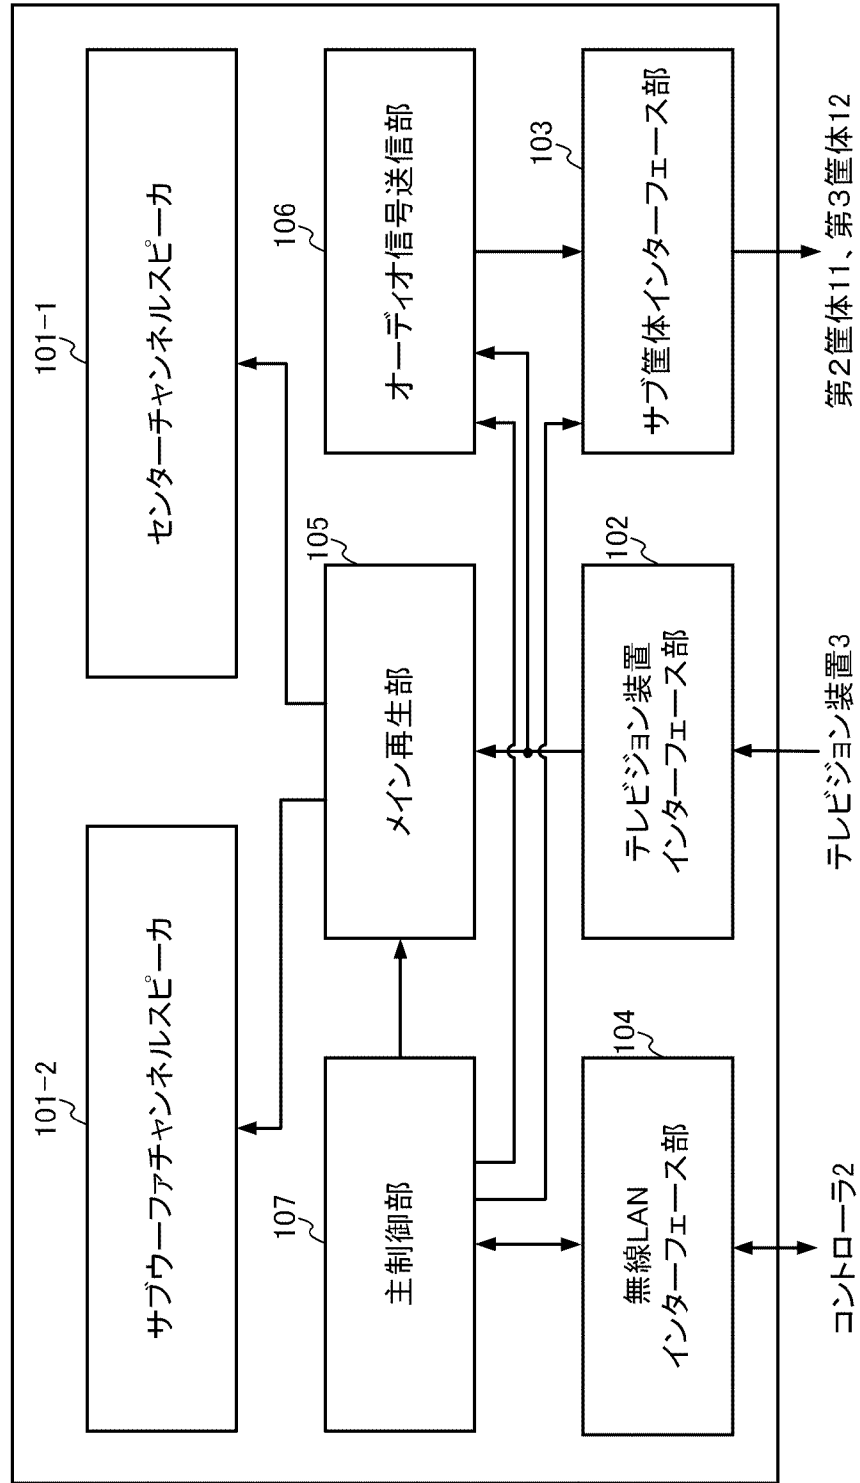 101-2
サブウーファチャンネルスピーカ
101-1
センターチャンネルスピーカ
107
主制御部
105
メイン再生部
106
オーディオ信号送信部
104
無線LAN
インターフェース部
102
テレビジョン装置
インターフェース部
103
サブ筐体インターフェース部
コントローラ2
テレビジョン装置3
第2筐体11、第3筐体12